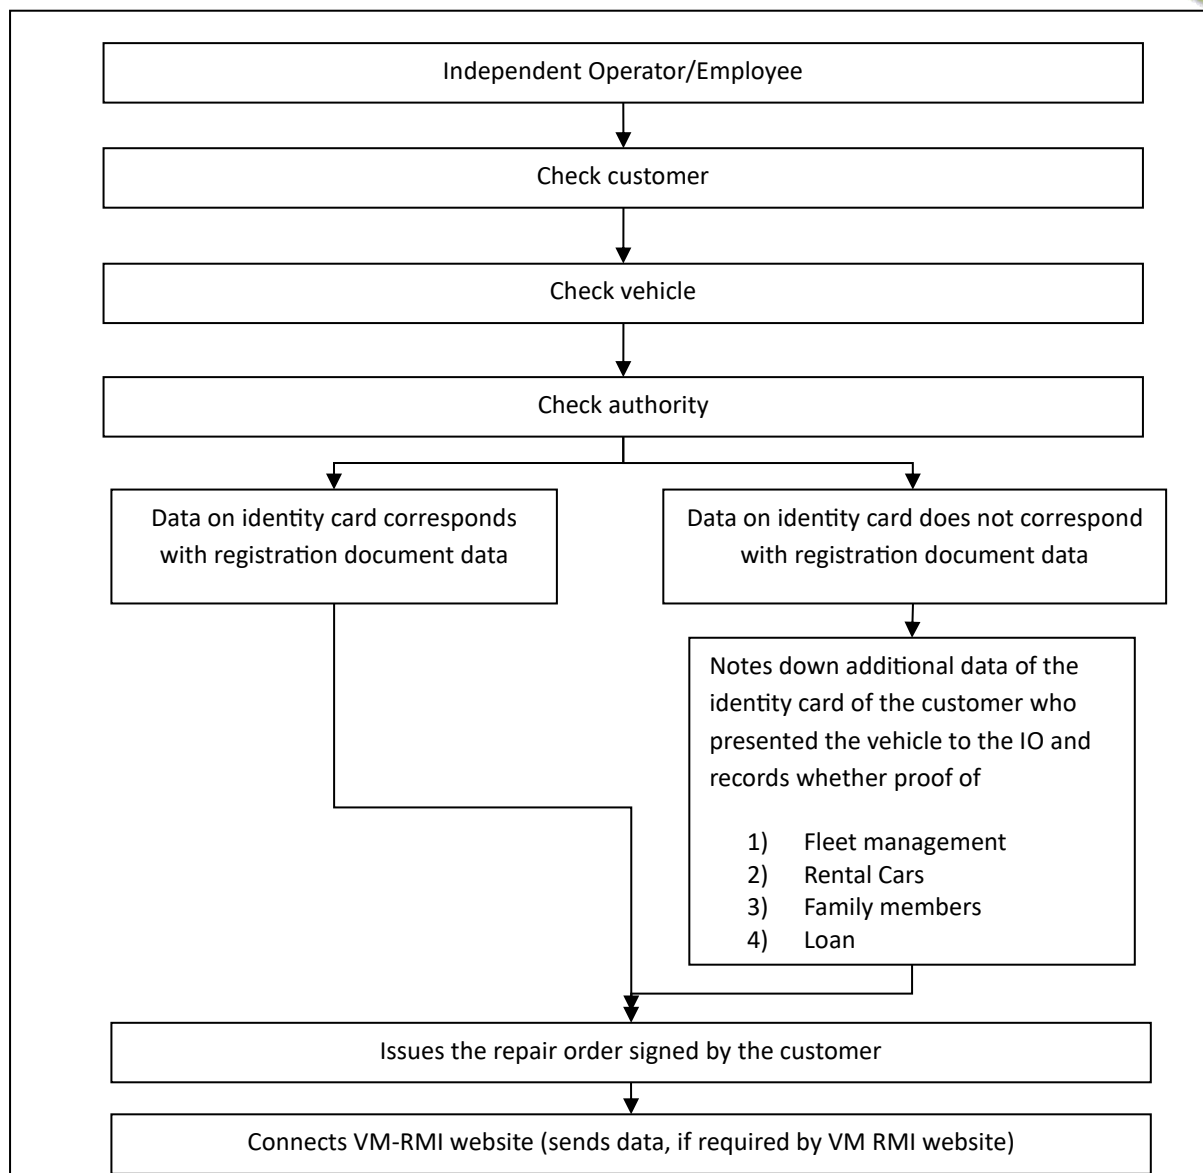 Independent Operator/Employee
Check customer
Check vehicle
Check authority
Data on identity card corresponds
with registration document data
Data on identity card does not correspond
with registration document data
Notes down additional data of the
identity card of the customer who
presented the vehicle to the IO and
records whether proof of
1) Fleet management
2) Rental Cars
3) Family members
4) Loan
Issues the repair order signed by the customer
Connects VM-RMI website (sends data, if required by VM RMI website)